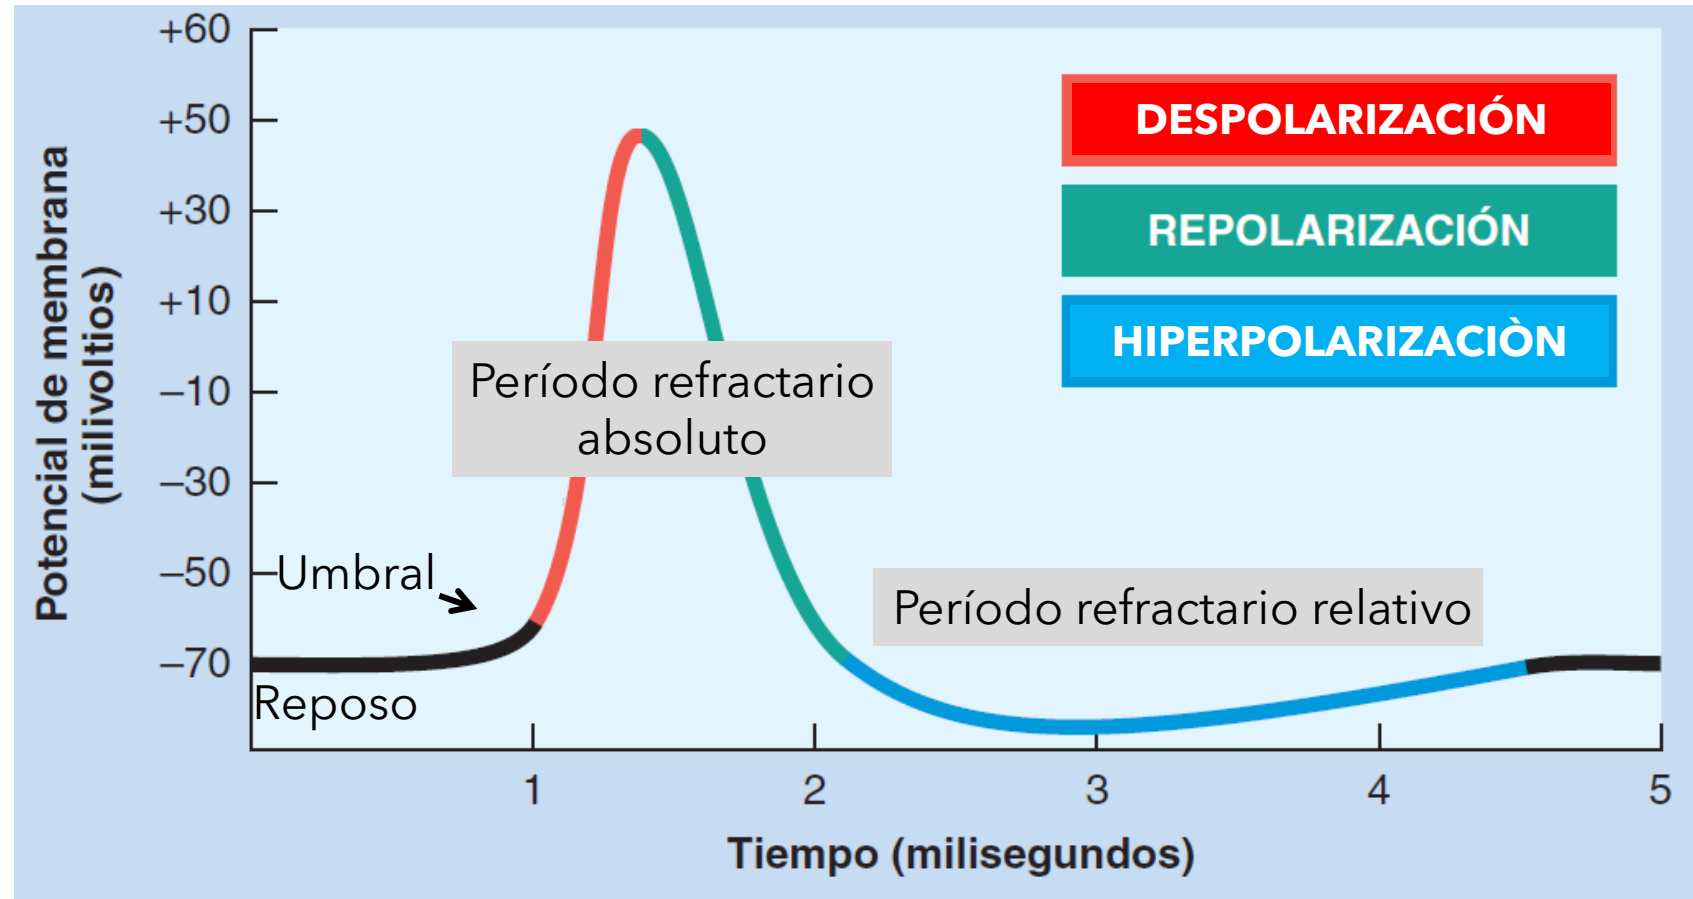 Potencial de membrana
(milivoltios)
+60
+50
+30
+10
–10
–30
–50
–70
DESPOLARIZACIÓN
REPOLARIZACIÓN
HIPERPOLARIZACIÒN
Período refractario
absoluto
Umbral
Período refractario relativo
Reposo
1
2
3
4
5
Tiempo (milisegundos)